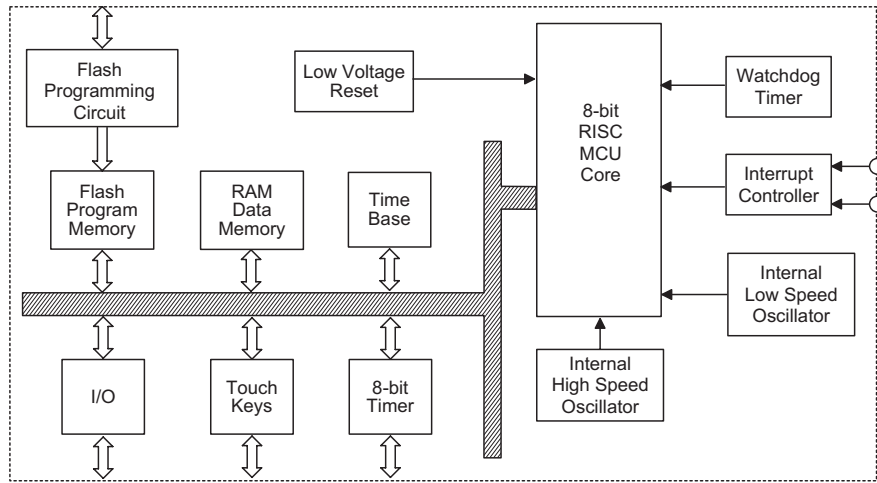 Flash
Programming
Circuit
Low Voltage
Reset
8-bit
RISC
MCU
Core
Watchdog
Timer
Flash
Program
Memory
RAM
Data
Memory
Time
Base
Interrupt
Controller
Internal
Low Speed
Oscillator
I/O
Touch
Keys
8-bit
Timer
Internal
High Speed
Oscillator